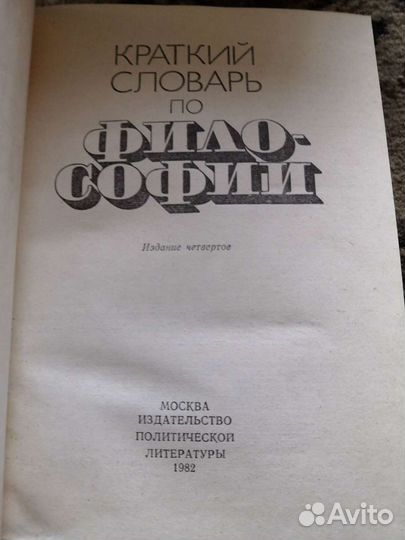 КРАТКИЙ
СЛОВАРЬ
ПО
ФИЛО-
СОФИИ
Издание четвертое
МОСКВА
ИЗДАТЕЛЬСТВО
ПОЛИТИЧЕСКОЙ
ЛИТЕРАТУРЫ
1982
Avito